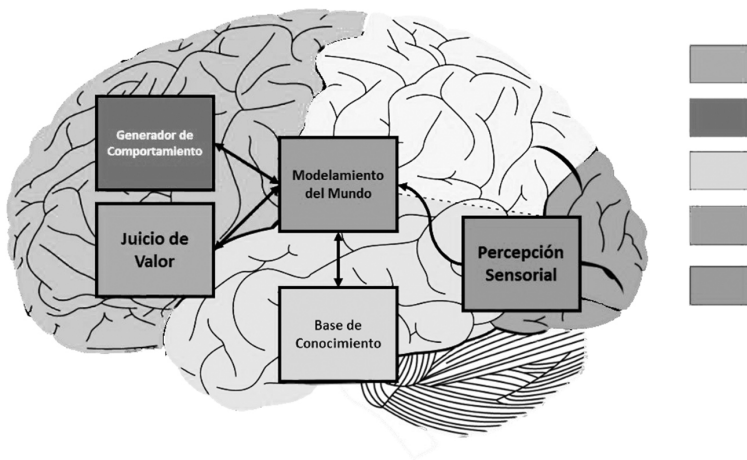 Generador de
Comportamiento
Modelamiento
del Mundo
Juicio de
Valor
Percepción
Sensorial
Base de
Conocimiento